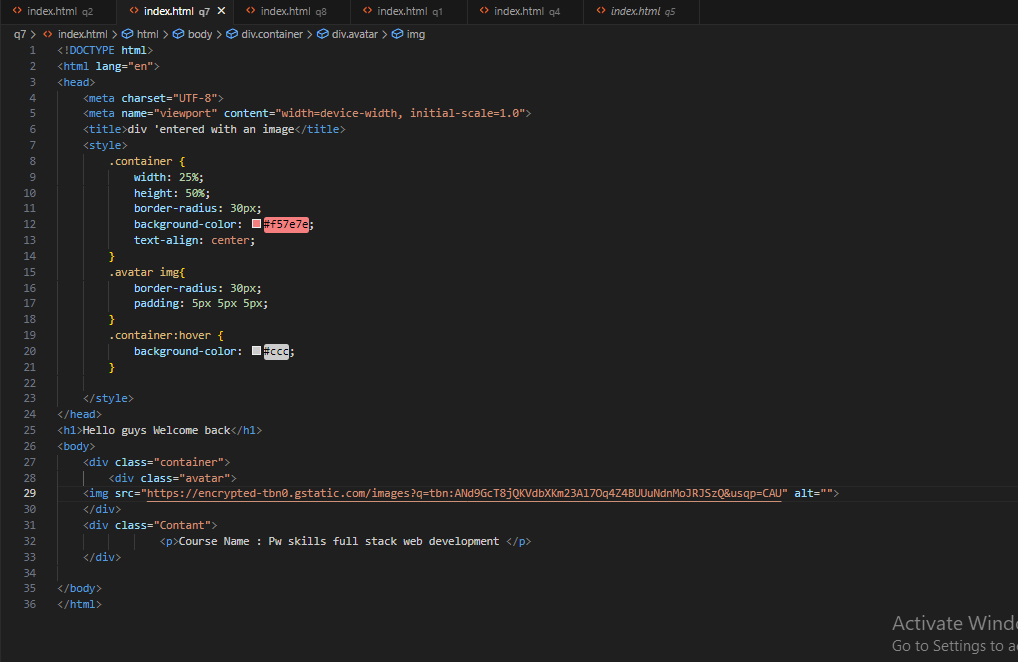 index.html q2 index.html q7 × index.html q8 index.html q1 index.html q4 index.html q5
q7 > index.html > html > body > div.container > div.avatar > img
1 <!DOCTYPE html>
2 <html lang="en">
3 <head>
4 <meta charset="UTF-8">
5 <meta name="viewport" content="width=device-width, initial-scale=1.0">
6 <title>div 'entered with an image</title>
7 <style>
8 .container {
9 width: 25%;
10 height: 50%;
11 border-radius: 30px;
12 background-color: #f57e7e;
13 text-align: center;
14 }
15 .avatar img{
16 border-radius: 30px;
17 padding: 5px 5px 5px;
18 }
19 .container:hover {
20 background-color: #ccc;
21 }
22
23 </style>
24 </head>
25 <h1>Hello guys Welcome back</h1>
26 <body>
27 <div class="container">
28 <div class="avatar">
29 <img src="https://encrypted-tbn0.gstatic.com/images?q=tbn:ANd9GcT8jQKVdbXKm23Al7Oq4Z4BUUuNdnMoJRJSzQ&usqp=CAU" alt="">
30 </div>
31 <div class="Contant">
32 <p>Course Name : Pw skills full stack web development </p>
33 </div>
34
35 </body>
36 </html>
Activate Windo
Go to Settings to a